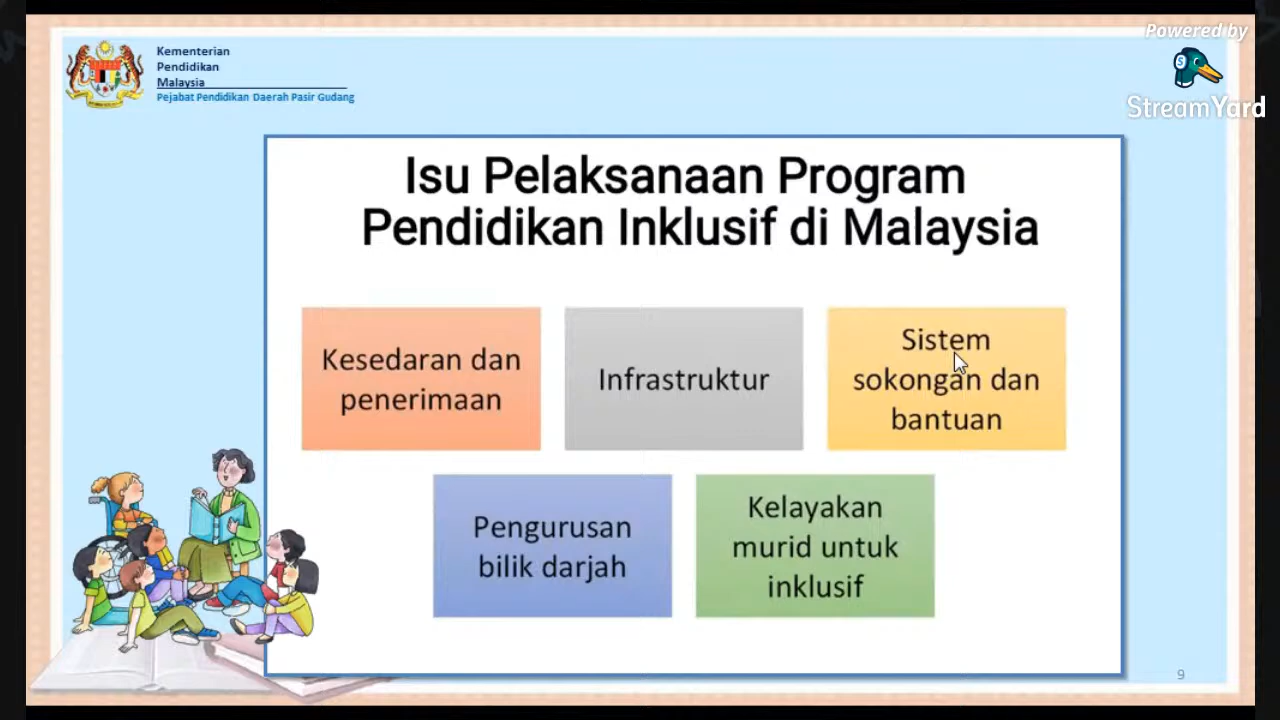 Kementerian
Pendidikan
Malaysia
Pejabat Pendidikan Daerah Pasir Gudang
Powered by
StreamYard
Isu Pelaksanaan Program
Pendidikan Inklusif di Malaysia
Kesedaran dan
penerimaan
Infrastruktur
Sistem
sokongan dan
bantuan
Pengurusan
bilik darjah
Kelayakan
murid untuk
inklusif
9